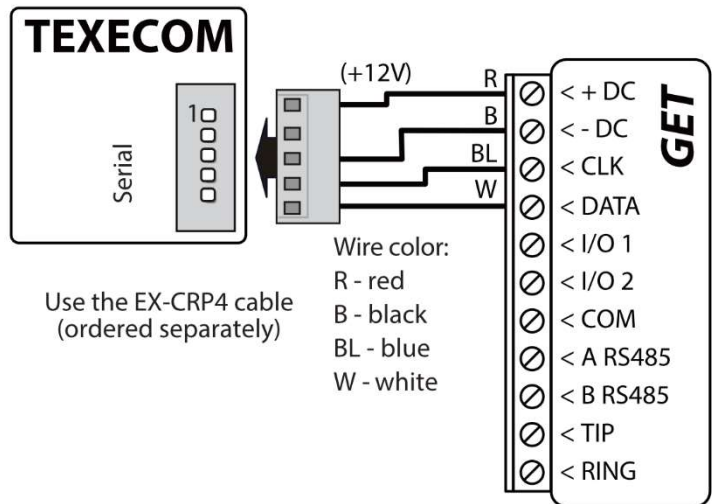 TEXECOM
1
Serial
Use the EX-CRP4 cable
(ordered separately)
(+12V)
R
B
BL
W
Wire color:
R - red
B - black
BL - blue
W - white
GET
< + DC
< - DC
< CLK
< DATA
< I/O 1
< I/O 2
< COM
< A RS485
< B RS485
< TIP
< RING